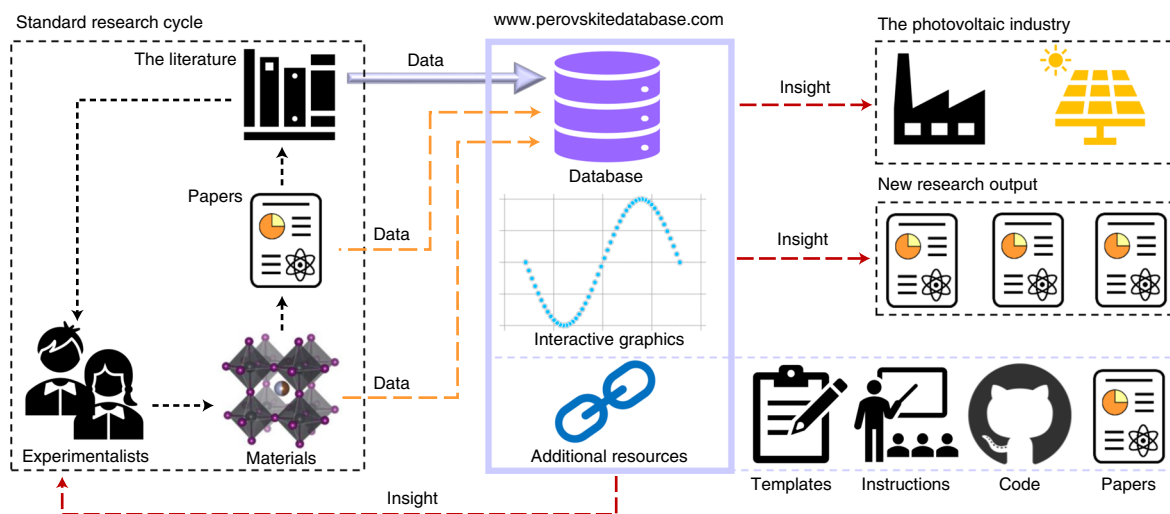 Standard research cycle
www.perovskitedatabase.com
The photovoltaic industry
The literature
Data
Insight
Database
Papers
New research output
Data
Insight
Interactive graphics
Data
Experimentalists
Materials
Additional resources
Templates
Instructions
Code
Papers
Insight